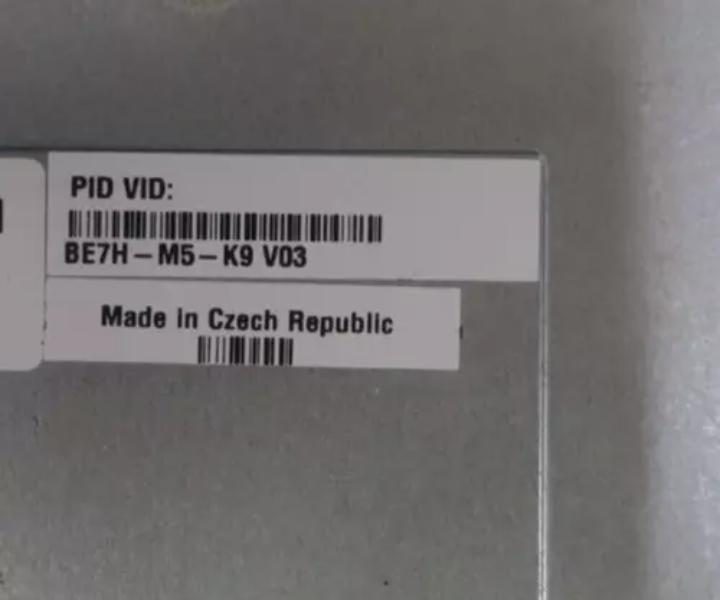 PID VID:
BE7H-M5-K9 V03
Made in Czech Republic